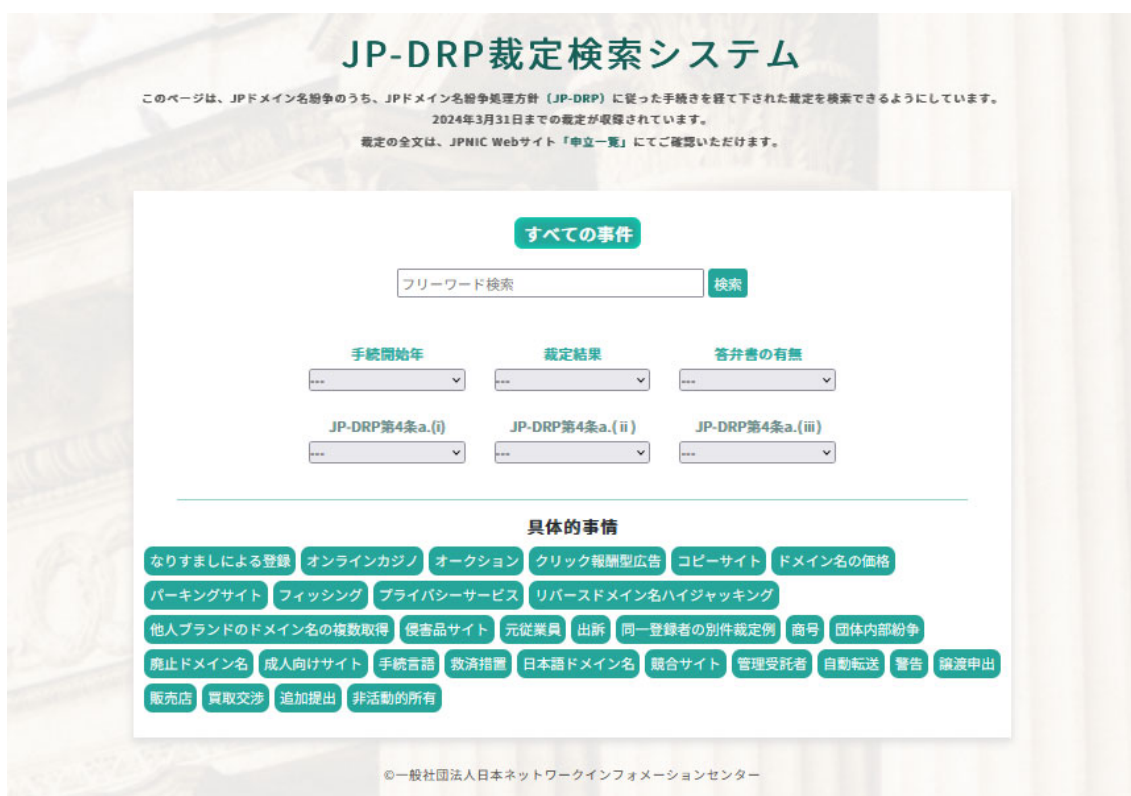 JP-DRP裁定検索システム
このページは、JPドメイン名紛争のうち、JPドメイン名紛争処理方針（JP-DRP）に従った手続きを経て下された裁定を検索できるようにしています。
2024年3月31日までの裁定が収録されています。
裁定の全文は、JPNIC Webサイト「申立一覧」にてご確認いただけます。
すべての事件
フリーワード検索 検索
手続開始年 裁定結果 答弁書の有無
--- --- ---
JP-DRP第4条a.(i) JP-DRP第4条a.(ⅱ) JP-DRP第4条a.(ⅲ)
--- --- ---
具体的事情
なりすましによる登録 オンラインカジノ オークション クリック報酬型広告 コピーサイト ドメイン名の価格
パーキングサイト フィッシング プライバシーサービス リバースドメイン名ハイジャッキング
他人ブランドのドメイン名の複数取得 侵害品サイト 元従業員 出訴 同一登録者の別件裁定例 商号 団体内部紛争
廃止ドメイン名 成人向けサイト 手続言語 救済措置 日本語ドメイン名 競合サイト 管理受託者 自動転送 警告 譲渡申出
販売店 買取交渉 追加提出 非活動的所有
©一般社団法人日本ネットワークインフォメーションセンター